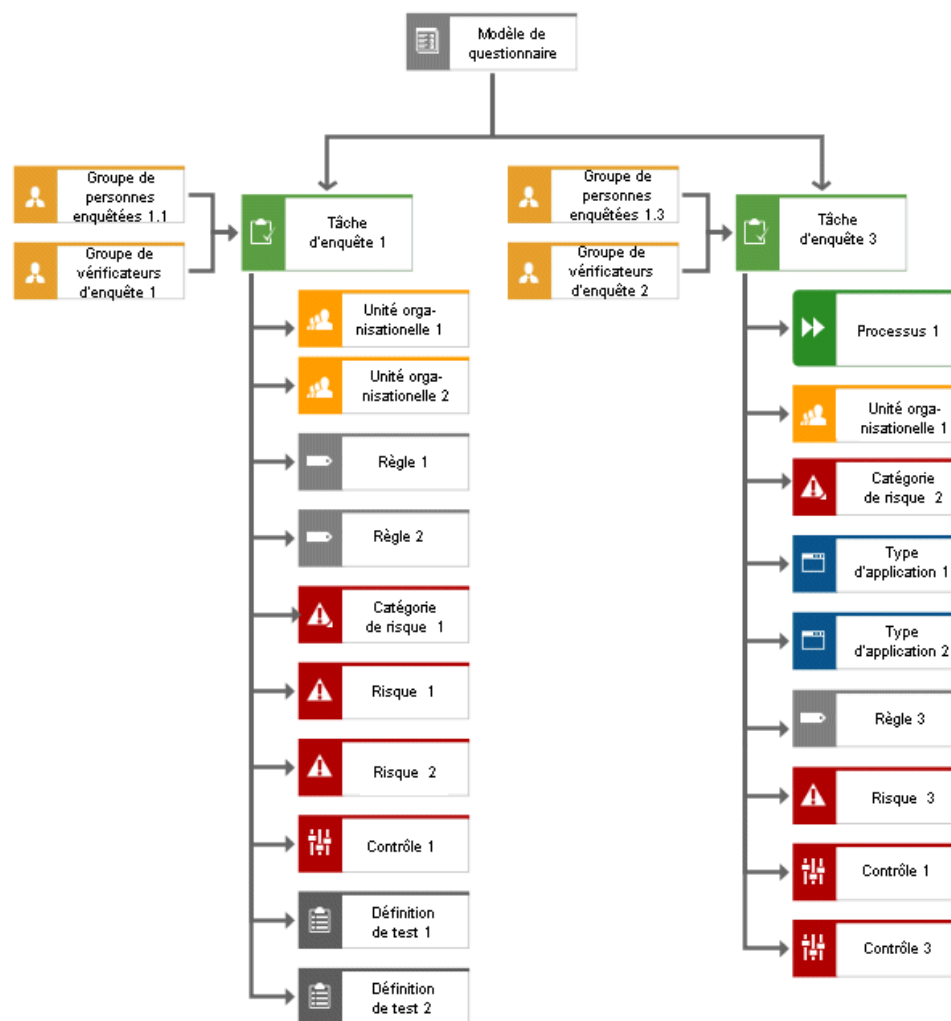 Modèle de
questionnaire
Groupe de
personnes
enquêtées 1.1
Groupe de
vérificateurs
d'enquête 1
Tâche
d'enquête 1
Unité orga-
nisationelle 1
Unité orga-
nisationelle 2
Règle 1
Règle 2
Catégorie
de risque 1
Risque 1
Risque 2
Contrôle 1
Définition
de test 1
Définition
de test 2
Groupe de
personnes
enquêtées 1.3
Groupe de
vérificateurs
d'enquête 2
Tâche
d'enquête 3
Processus 1
Unité orga-
nisationelle 1
Catégorie
de risque 2
Type
d'application 1
Type
d'application 2
Règle 3
Risque 3
Contrôle 1
Contrôle 3